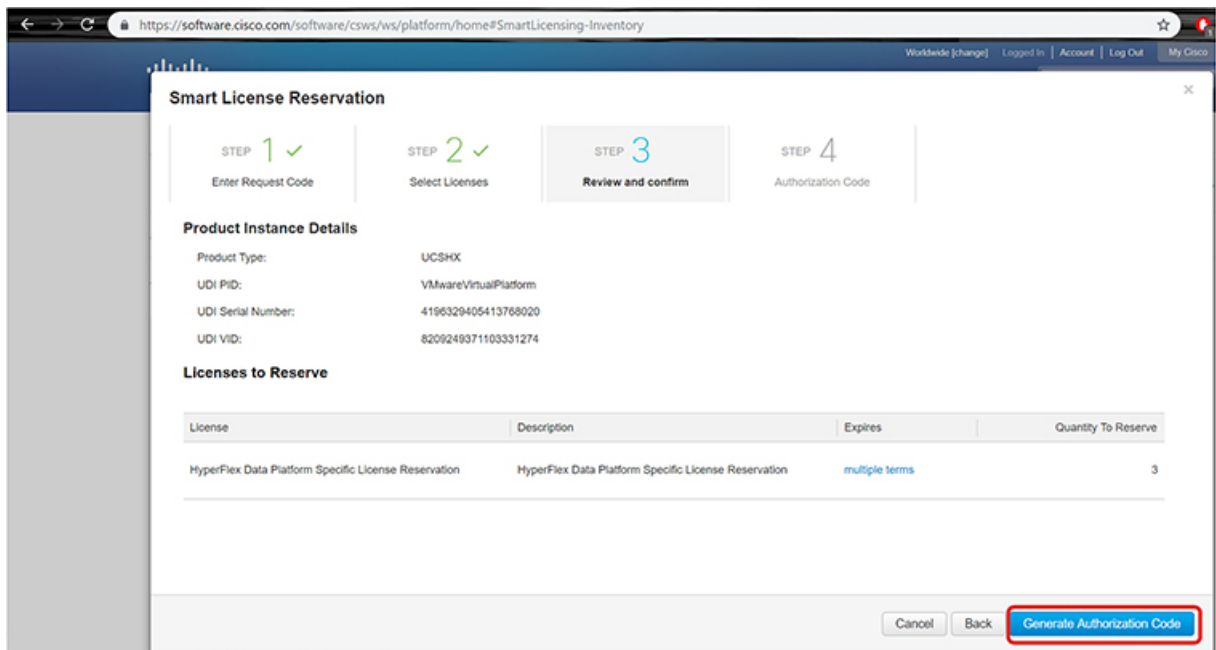 https://software.cisco.com/software/csws/ws/platform/home#SmartLicensing-Inventory
Worldwide [change] Logged In | Account | Log Out My Cisco
Smart License Reservation
STEP 1 STEP 2 STEP 3 STEP 4
Enter Request Code Select Licenses Review and confirm Authorization Code
Product Instance Details
Product Type: UCSHX
UDI PID: VMwareVirtualPlatform
UDI Serial Number: 4196329405413768020
UDI VID: 8209249371103331274
Licenses to Reserve
License Description Expires Quantity To Reserve
HyperFlex Data Platform Specific License Reservation HyperFlex Data Platform Specific License Reservation multiple terms 3
Cancel Back Generate Authorization Code